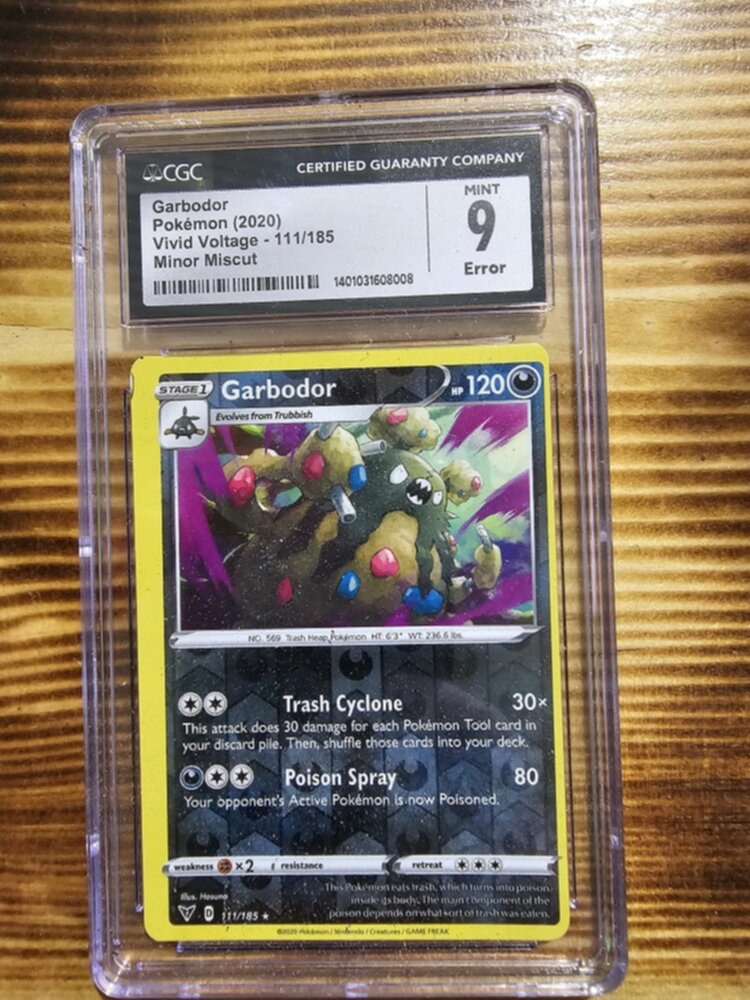 CGC CERTIFIED GUARANTY COMPANY
Garbodor
Pokémon (2020)
Vivid Voltage - 111/185
Minor Miscut
1401031608008
MINT
9
Error
STAGE 1 Garbodor HP 120
Evolves from Trubbish
NO. 569 Trash Heap Pokémon HT: 6'3" WT: 236.6 lbs.
Trash Cyclone 30×
This attack does 30 damage for each Pokémon Tool card in
your discard pile. Then, shuffle those cards into your deck.
Poison Spray 80
Your opponent's Active Pokémon is now Poisoned.
weakness ×2 resistance retreat
This Pokémon eats trash, which turns into poison
inside its body. The main component of the
poison depends on what sort of trash was eaten.
Illus. Hasuno
D 111/185 ★
©2020 Pokémon / Nintendo / Creatures / GAME FREAK